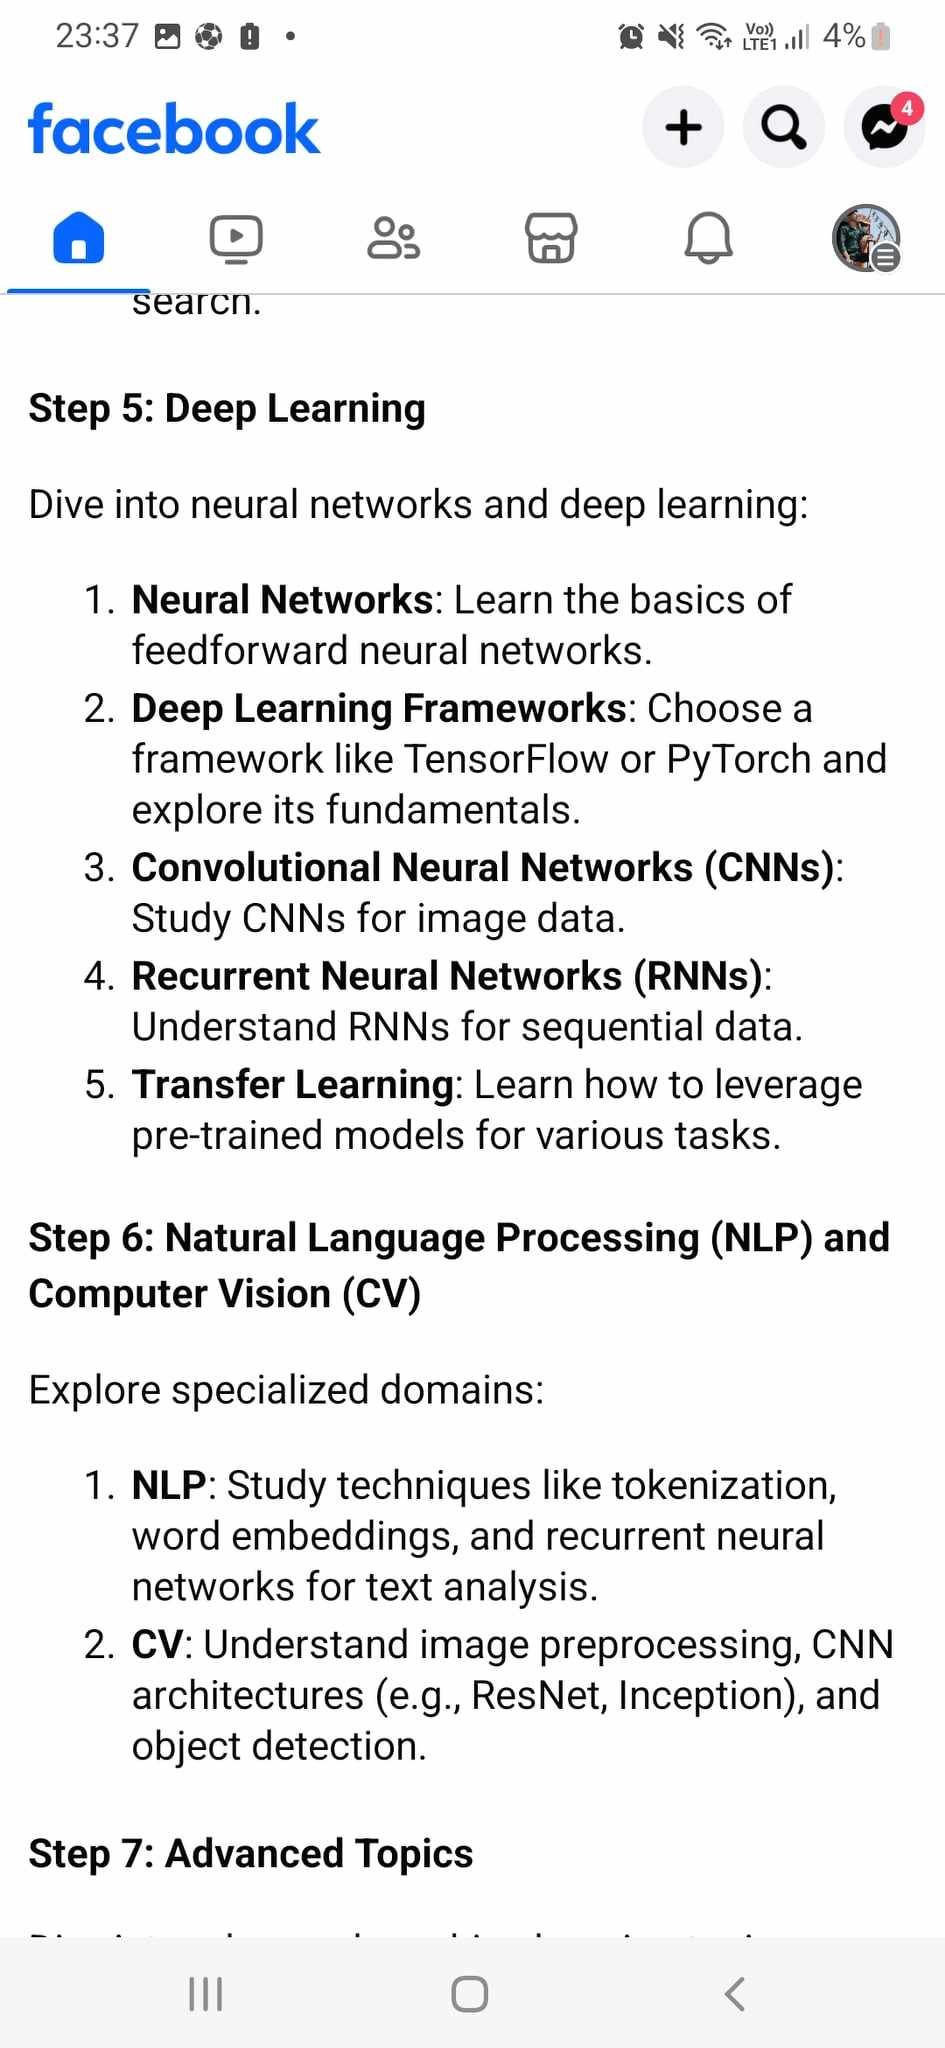 23:37
Vo))
LTE1
4%
facebook
4
search.
Step 5: Deep Learning
Dive into neural networks and deep learning:
1. Neural Networks: Learn the basics of
feedforward neural networks.
2. Deep Learning Frameworks: Choose a
framework like TensorFlow or PyTorch and
explore its fundamentals.
3. Convolutional Neural Networks (CNNs):
Study CNNs for image data.
4. Recurrent Neural Networks (RNNs):
Understand RNNs for sequential data.
5. Transfer Learning: Learn how to leverage
pre-trained models for various tasks.
Step 6: Natural Language Processing (NLP) and
Computer Vision (CV)
Explore specialized domains:
1. NLP: Study techniques like tokenization,
word embeddings, and recurrent neural
networks for text analysis.
2. CV: Understand image preprocessing, CNN
architectures (e.g., ResNet, Inception), and
object detection.
Step 7: Advanced Topics